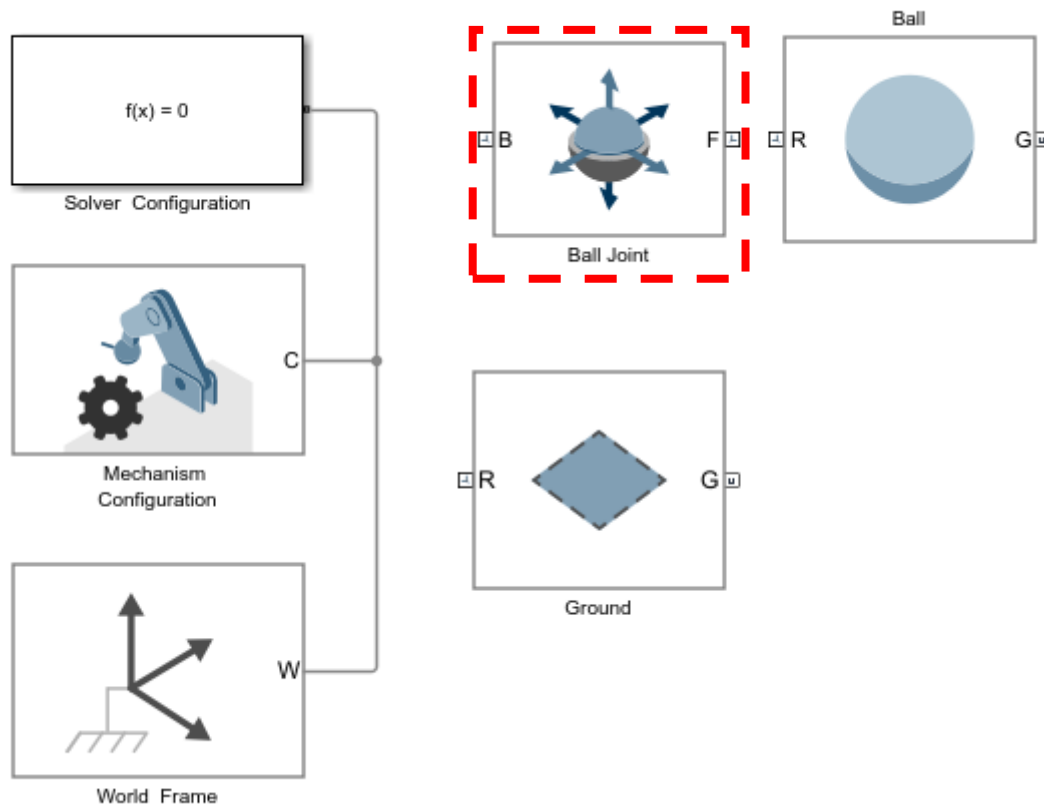 f(x) = 0
Solver Configuration
C
Mechanism
Configuration
W
World Frame
B
F
Ball Joint
Ball
R
G
R
G
Ground